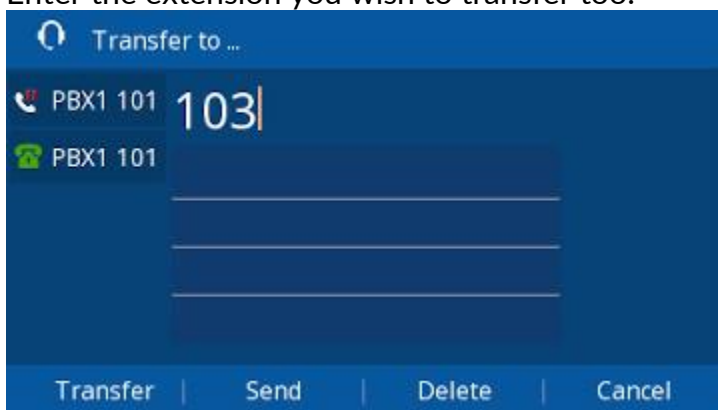 Enter the extension you wish to transfer too.
Transfer to ...
PBX1 101
103
PBX1 101
Transfer | Send | Delete | Cancel